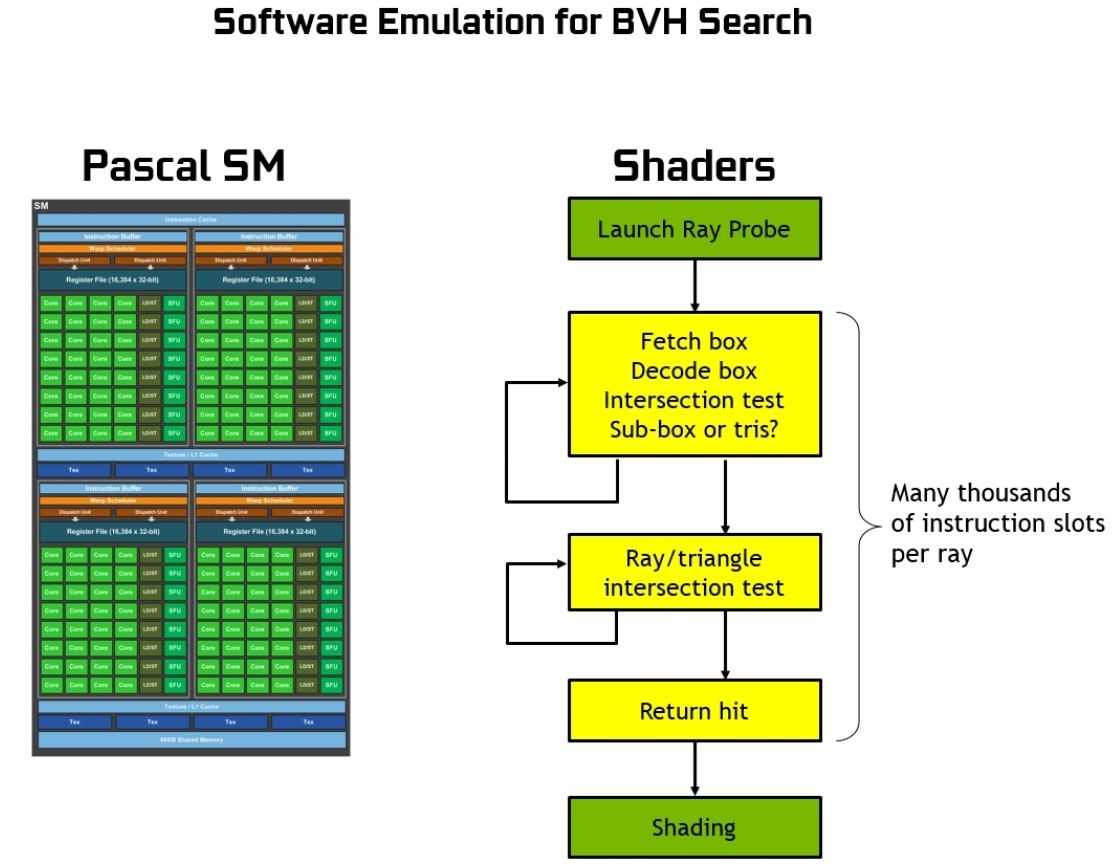 Software Emulation for BVH Search
Pascal SM
SM
Instruction Cache
Instruction Buffer Instruction Buffer
Warp Scheduler Warp Scheduler
Dispatch Unit Dispatch Unit Dispatch Unit Dispatch Unit
Register File (16,384 x 32-bit) Register File (16,384 x 32-bit)
Core Core Core Core LD/ST SFU Core Core Core Core LD/ST SFU
Core Core Core Core LD/ST SFU Core Core Core Core LD/ST SFU
Core Core Core Core LD/ST SFU Core Core Core Core LD/ST SFU
Core Core Core Core LD/ST SFU Core Core Core Core LD/ST SFU
Core Core Core Core LD/ST SFU Core Core Core Core LD/ST SFU
Core Core Core Core LD/ST SFU Core Core Core Core LD/ST SFU
Core Core Core Core LD/ST SFU Core Core Core Core LD/ST SFU
Core Core Core Core LD/ST SFU Core Core Core Core LD/ST SFU
Texture / L1 Cache
Tex Tex Tex Tex
Instruction Buffer Instruction Buffer
Warp Scheduler Warp Scheduler
Dispatch Unit Dispatch Unit Dispatch Unit Dispatch Unit
Register File (16,384 x 32-bit) Register File (16,384 x 32-bit)
Core Core Core Core LD/ST SFU Core Core Core Core LD/ST SFU
Core Core Core Core LD/ST SFU Core Core Core Core LD/ST SFU
Core Core Core Core LD/ST SFU Core Core Core Core LD/ST SFU
Core Core Core Core LD/ST SFU Core Core Core Core LD/ST SFU
Core Core Core Core LD/ST SFU Core Core Core Core LD/ST SFU
Core Core Core Core LD/ST SFU Core Core Core Core LD/ST SFU
Core Core Core Core LD/ST SFU Core Core Core Core LD/ST SFU
Core Core Core Core LD/ST SFU Core Core Core Core LD/ST SFU
Texture / L1 Cache
Tex Tex Tex Tex
96KB Shared Memory
Shaders
Launch Ray Probe
Fetch box
Decode box
Intersection test
Sub-box or tris?
Ray/triangle
intersection test
Return hit
Shading
Many thousands
of instruction slots
per ray